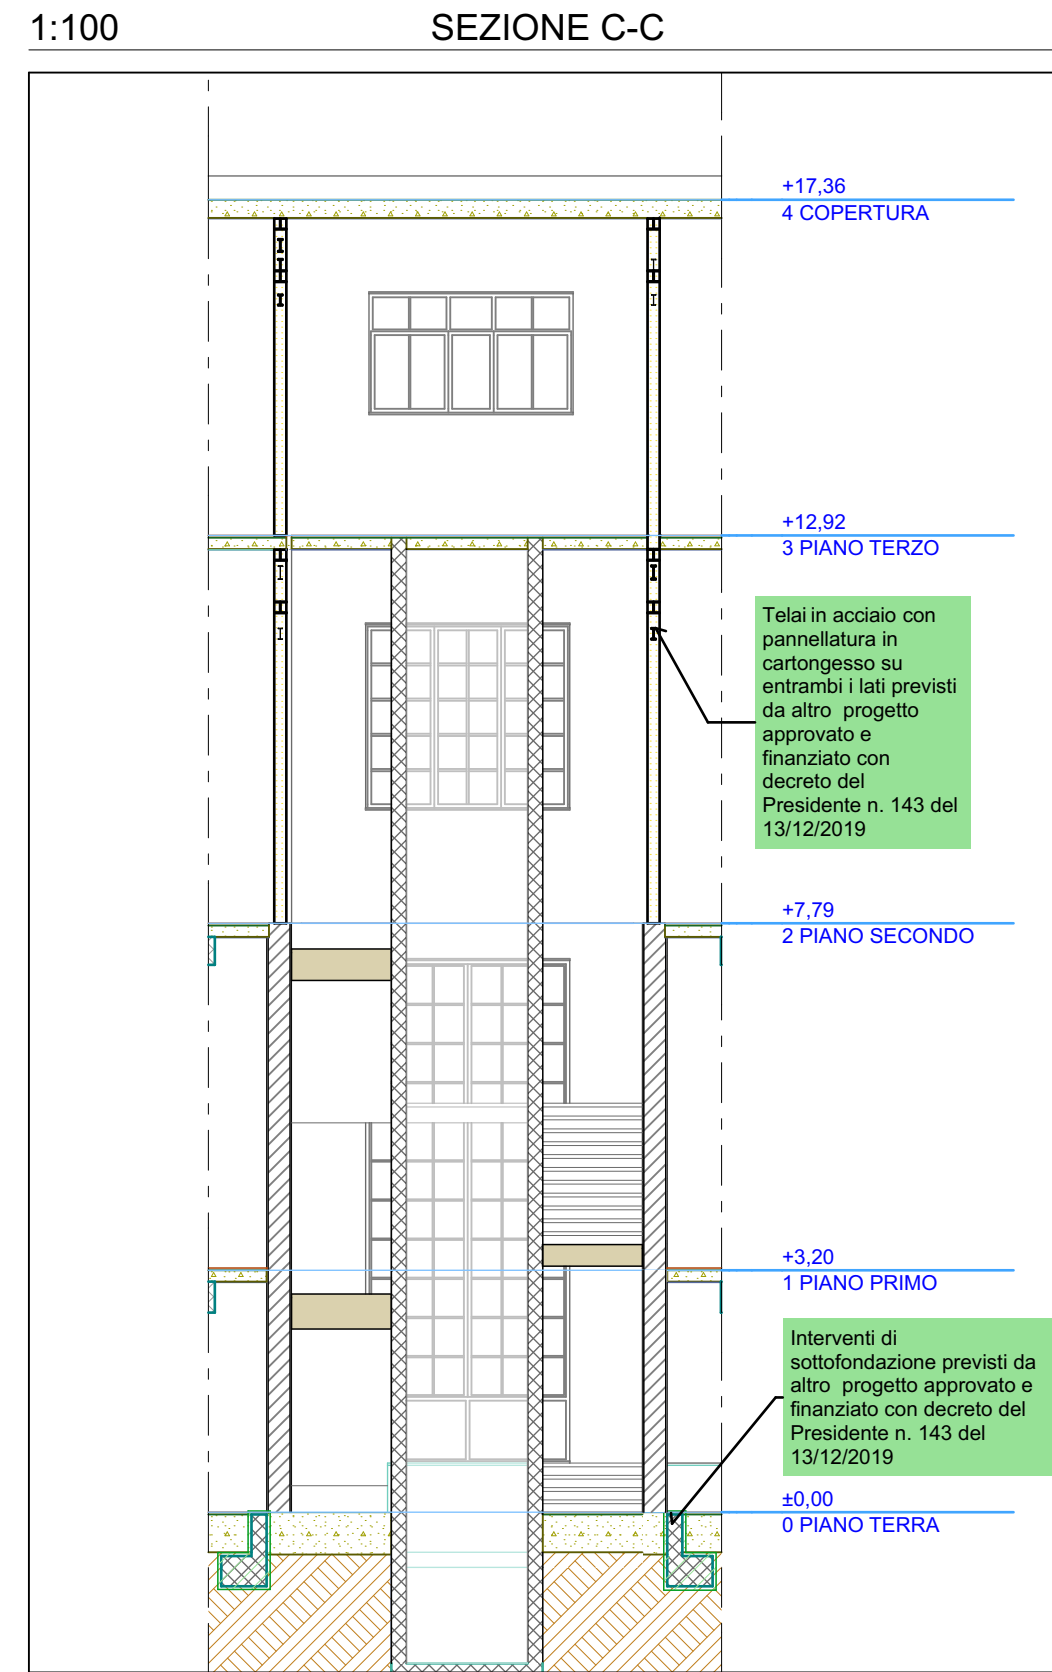 1:100 SEZIONE C-C
+17,36
4 COPERTURA
+12,92
3 PIANO TERZO
Telai in acciaio con
pannellatura in
cartongesso su
entrambi i lati previsti
da altro progetto
approvato e
finanziato con
decreto del
Presidente n. 143 del
13/12/2019
+7,79
2 PIANO SECONDO
+3,20
1 PIANO PRIMO
Interventi di
sottofondazione previsti da
altro progetto approvato e
finanziato con decreto del
Presidente n. 143 del
13/12/2019
±0,00
0 PIANO TERRA